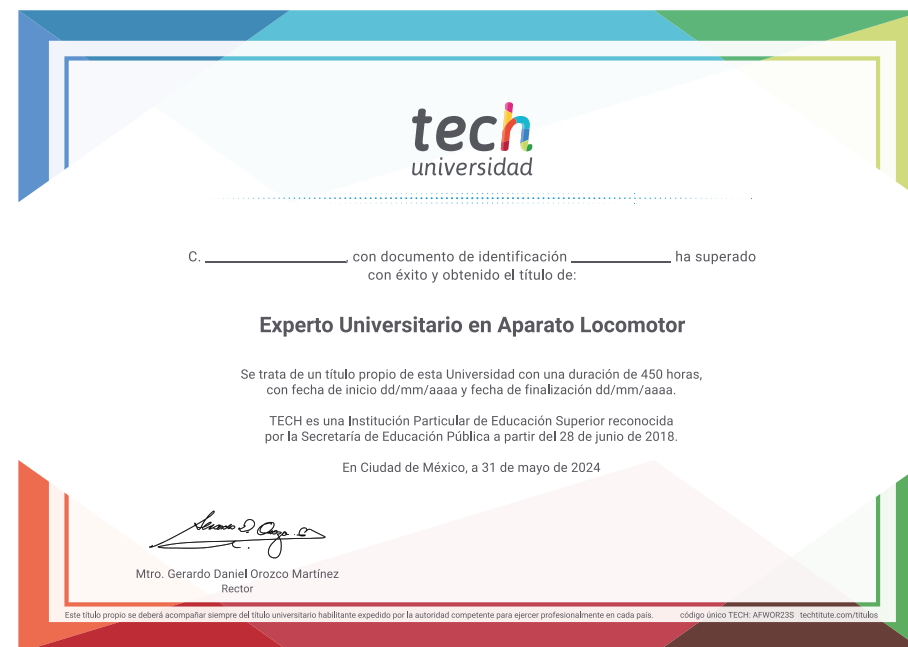 tech
universidad
C. ____________, con documento de identificación ____________ ha superado
con éxito y obtenido el título de:
Experto Universitario en Aparato Locomotor
Se trata de un título propio de esta Universidad con una duración de 450 horas,
con fecha de inicio dd/mm/aaaa y fecha de finalización dd/mm/aaaa.
TECH es una Institución Particular de Educación Superior reconocida
por la Secretaría de Educación Pública a partir del 28 de junio de 2018.
En Ciudad de México, a 31 de mayo de 2024
Mtro. Gerardo Daniel Orozco Martínez
Rector
Este título propio se deberá acompañar siempre del título universitario habilitante expedido por la autoridad competente para ejercer profesionalmente en cada país. código único TECH: AFWOR23S techtitute.com/titulos